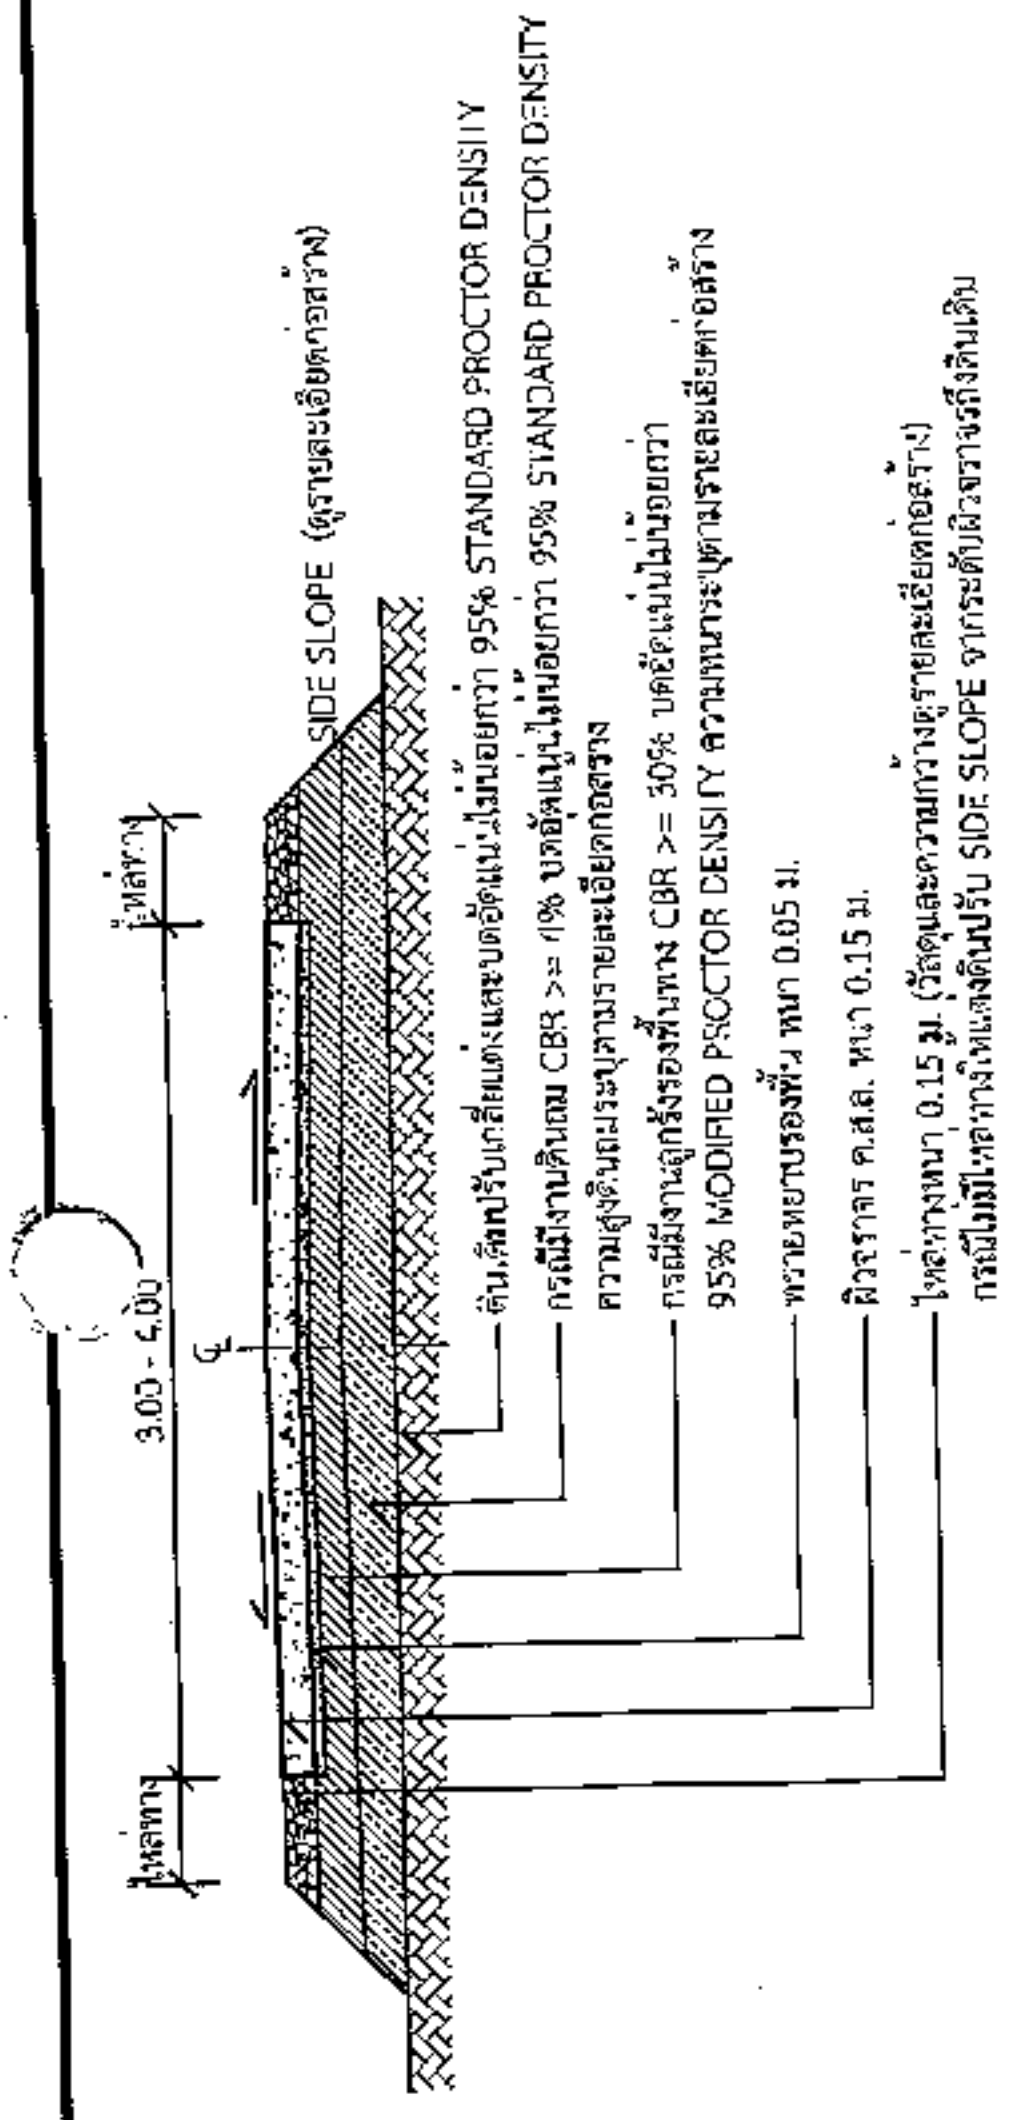 ไหล่ทาง
3.00 - 4.00
ไหล่ทาง
℄
SIDE SLOPE (ดูรายละเอียดก่อสร้าง)
ดินเดิมปรับเกลี่ยแต่งและบดอัดแน่นไม่น้อยกว่า 95% STANDARD PROCTOR DENSITY
กรณีมีงานดินถม CBR >= 4% บดอัดแน่นไม่น้อยกว่า 95% STANDARD PROCTOR DENSITY
ความสูงดินถมระบุตามรายละเอียดก่อสร้าง
กรณีมีงานลูกรังรองพื้นทาง CBR >= 30% บดอัดแน่นไม่น้อยกว่า
95% MODIFIED PROCTOR DENSITY ความหนาระบุตามรายละเอียดก่อสร้าง
ทรายหยาบรองพื้น หนา 0.05 ม.
ผิวจราจร ค.ส.ล. หนา 0.15 ม.
ไหล่ทางหนา 0.15 ม. (วัสดุและความกว้างดูรายละเอียดก่อสร้าง)
กรณีไม่มีไหล่ทางให้แต่งดินปรับ SIDE SLOPE จากระดับผิวจราจรถึงดินเดิม